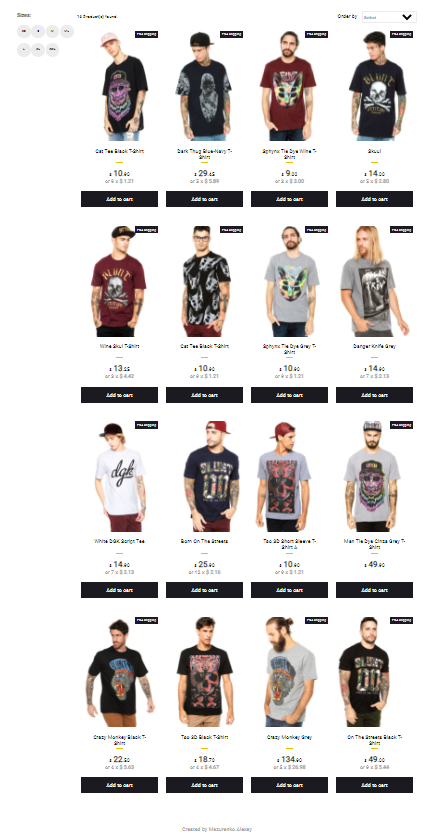 Sizes:
16 Product(s) found
Order by
Select
Free shipping
Free shipping
Free shipping
Free shipping
Cat Tee Black T-Shirt
Dark Thug Blue-Navy T-
Shirt
Sphynx Tie Dye Wine T-
Shirt
Skuul
$ 10.90
$ 29.45
$ 9.00
$ 14.00
or 9 x $ 1.21
or 5 x $ 5.89
or 3 x $ 3.00
or 5 x $ 2.80
Add to cart
Add to cart
Add to cart
Add to cart
Free shipping
Free shipping
Free shipping
Wine Skul T-Shirt
Cat Tee Black T-Shirt
Sphynx Tie Dye Grey T-
Shirt
Danger Knife Grey
$ 13.25
$ 10.90
$ 10.90
$ 14.90
or 3 x $ 4.42
or 9 x $ 1.21
or 9 x $ 1.21
or 7 x $ 2.13
Add to cart
Add to cart
Add to cart
Add to cart
Free shipping
Free shipping
dgk
White DGK Script Tee
Born On The Streets
Tso 3D Short Sleeve T-
Shirt A
Man Tie Dye Cinza Grey T-
Shirt
$ 14.90
$ 25.90
$ 10.90
$ 49.90
or 7 x $ 2.13
or 12 x $ 2.16
or 9 x $ 1.21
Add to cart
Add to cart
Add to cart
Add to cart
Free shipping
Free shipping
Free shipping
Crazy Monkey Black T-
Shirt
Tso 3D Black T-Shirt
Crazy Monkey Grey
On The Streets Black T-
Shirt
$ 22.50
$ 18.70
$ 134.90
$ 49.00
or 4 x $ 5.63
or 4 x $ 4.67
or 5 x $ 26.98
or 9 x $ 5.44
Add to cart
Add to cart
Add to cart
Add to cart
Created by Mazurenko Alexey